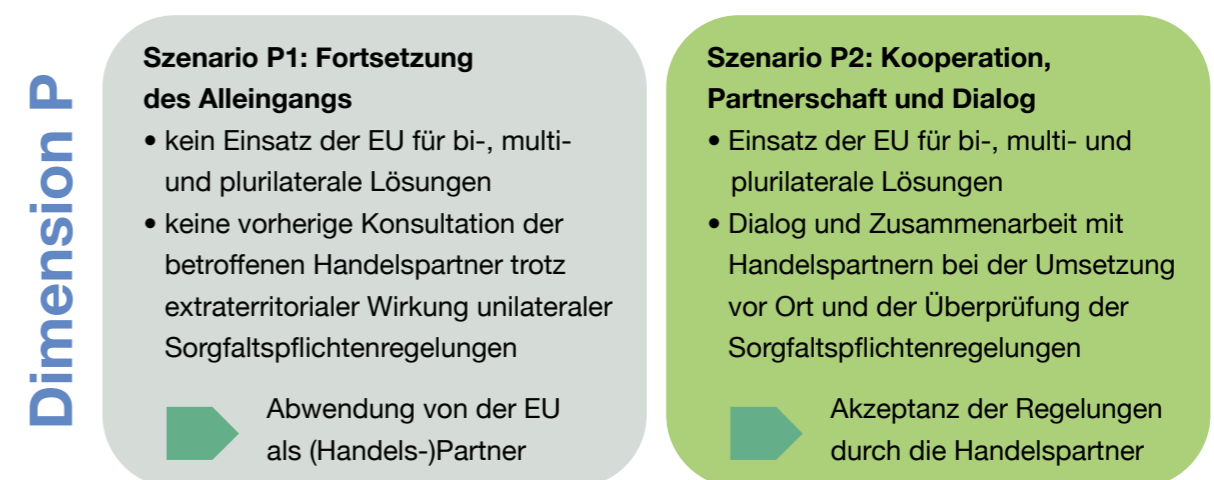 Dimension P
Szenario P1: Fortsetzung
des Alleingangs
• kein Einsatz der EU für bi-, multi-
und plurilaterale Lösungen
• keine vorherige Konsultation der
betroffenen Handelspartner trotz
extraterritorialer Wirkung unilateraler
Sorgfaltspflichtenregelungen
Abwendung von der EU
als (Handels-)Partner
Szenario P2: Kooperation,
Partnerschaft und Dialog
• Einsatz der EU für bi-, multi- und
plurilaterale Lösungen
• Dialog und Zusammenarbeit mit
Handelspartnern bei der Umsetzung
vor Ort und der Überprüfung der
Sorgfaltspflichtenregelungen
Akzeptanz der Regelungen
durch die Handelspartner